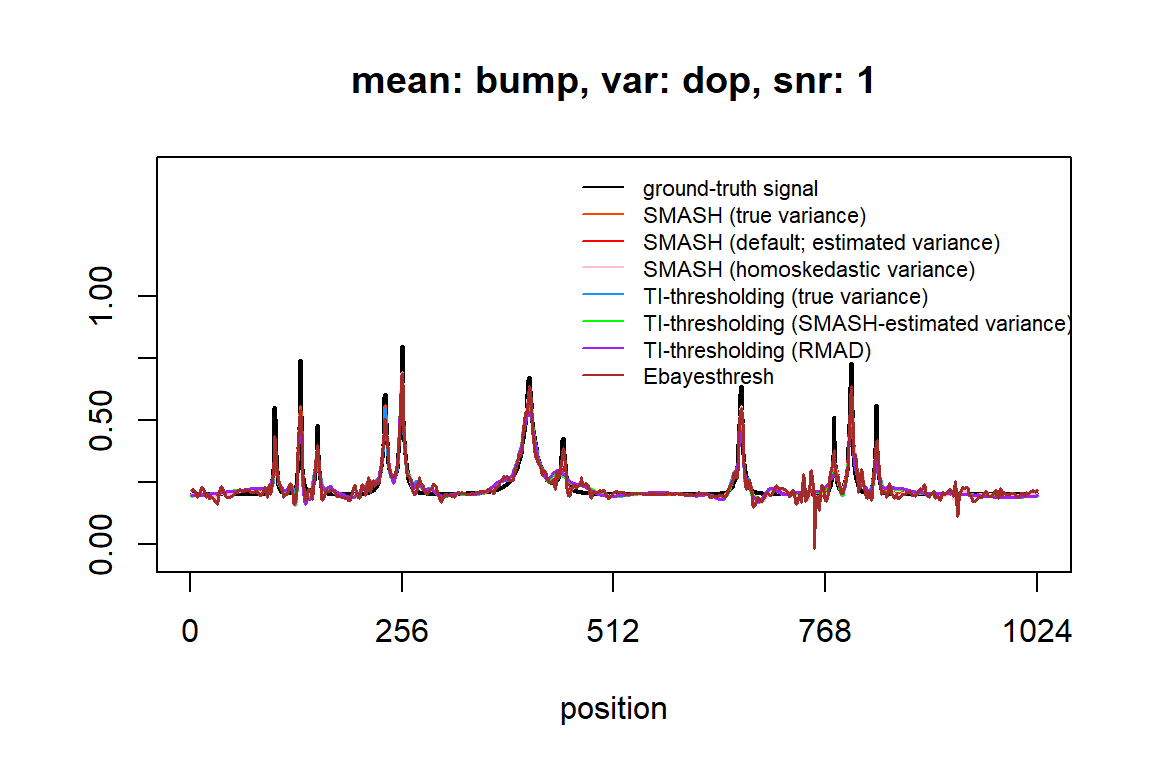 mean: bump, var: dop, snr: 1
ground-truth signal
SMASH (true variance)
SMASH (default; estimated variance)
SMASH (homoskedastic variance)
TI-thresholding (true variance)
TI-thresholding (SMASH-estimated variance)
TI-thresholding (RMAD)
Ebayesthresh
1.00
0.50
0.00
0 256 512 768 1024
position